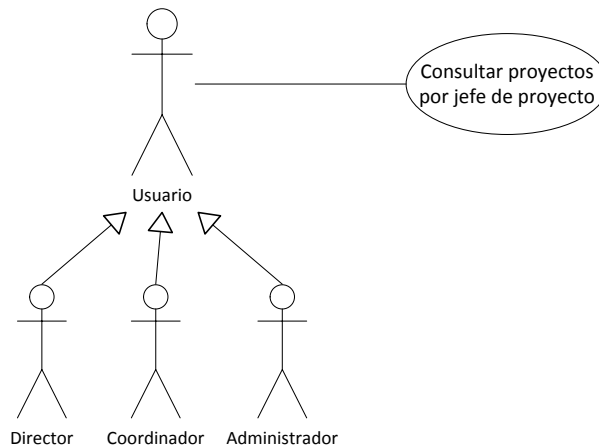 Consultar proyectos
por jefe de proyecto
Usuario
Director
Coordinador
Administrador